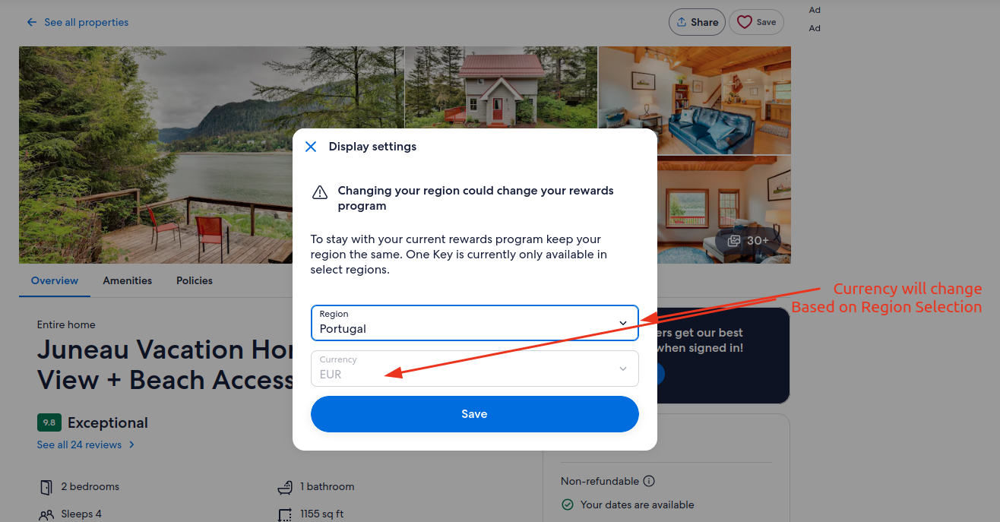 See all properties
Share
Save
Ad
Ad
Display settings
Changing your region could change your rewards
program
To stay with your current rewards program keep your
region the same. One Key is currently only available in
select regions.
30+
Overview
Amenities
Policies
Currency will change
Based on Region Selection
Region
Portugal
Currency
EUR
Save
ers get our best
when signed in!
Entire home
Juneau Vacation Hor
View + Beach Access
9.8 Exceptional
See all 24 reviews
2 bedrooms
1 bathroom
Sleeps 4
1155 sq ft
Non-refundable
Your dates are available